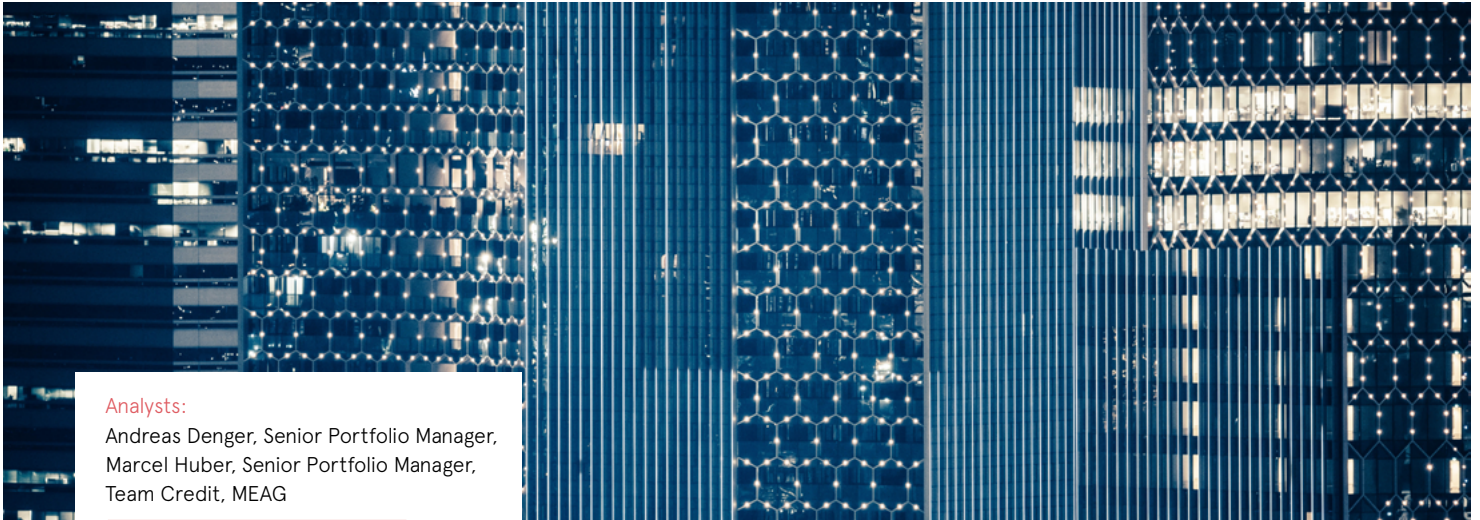 Analysts:
Andreas Denger, Senior Portfolio Manager,
Marcel Huber, Senior Portfolio Manager,
Team Credit, MEAG